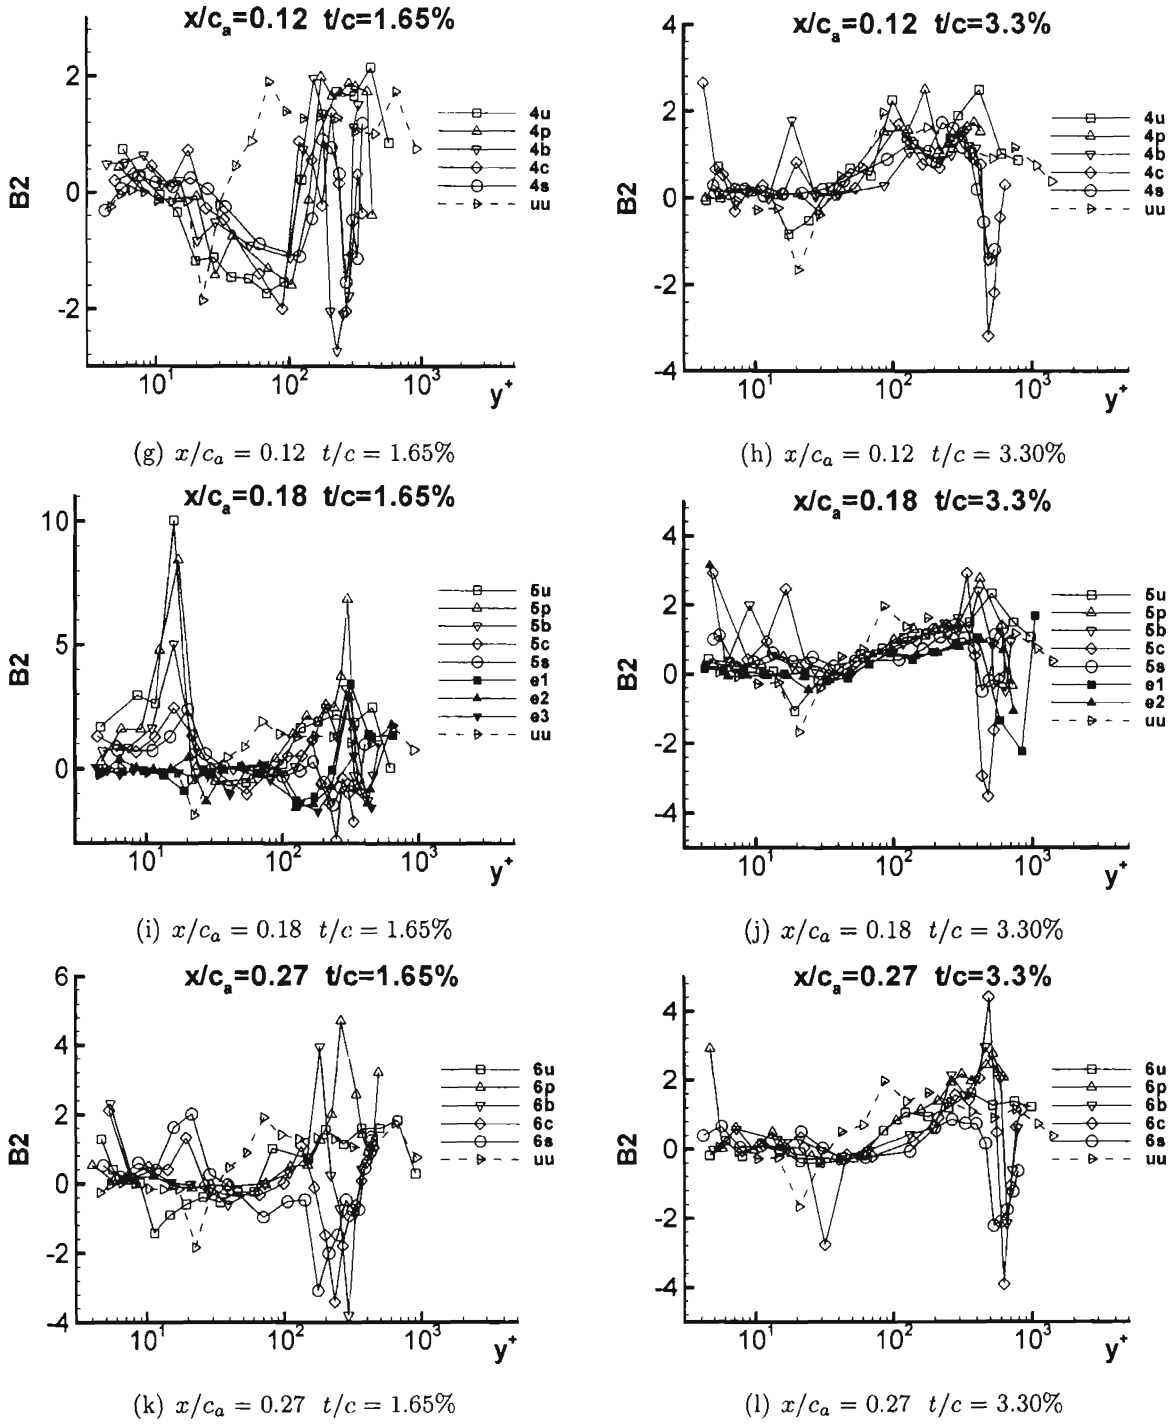 x/cₐ=0.12 t/c=1.65%
B2
2
0
-2
10¹
10²
10³
y⁺
4u
4p
4b
4c
4s
uu
(g) x/cₐ = 0.12 t/c = 1.65%
x/cₐ=0.12 t/c=3.3%
B2
4
2
0
-2
-4
10¹
10²
10³
y⁺
4u
4p
4b
4c
4s
uu
(h) x/cₐ = 0.12 t/c = 3.30%
x/cₐ=0.18 t/c=1.65%
B2
10
5
0
10¹
10²
10³
y⁺
5u
5p
5b
5c
5s
e1
e2
e3
uu
(i) x/cₐ = 0.18 t/c = 1.65%
x/cₐ=0.18 t/c=3.3%
B2
4
2
0
-2
-4
10¹
10²
10³
y⁺
5u
5p
5b
5c
5s
e1
e2
uu
(j) x/cₐ = 0.18 t/c = 3.30%
x/cₐ=0.27 t/c=1.65%
B2
6
4
2
0
-2
-4
10¹
10²
10³
y⁺
6u
6p
6b
6c
6s
uu
(k) x/cₐ = 0.27 t/c = 1.65%
x/cₐ=0.27 t/c=3.3%
B2
4
2
0
-2
-4
10¹
10²
10³
y⁺
6u
6p
6b
6c
6s
uu
(l) x/cₐ = 0.27 t/c = 3.30%